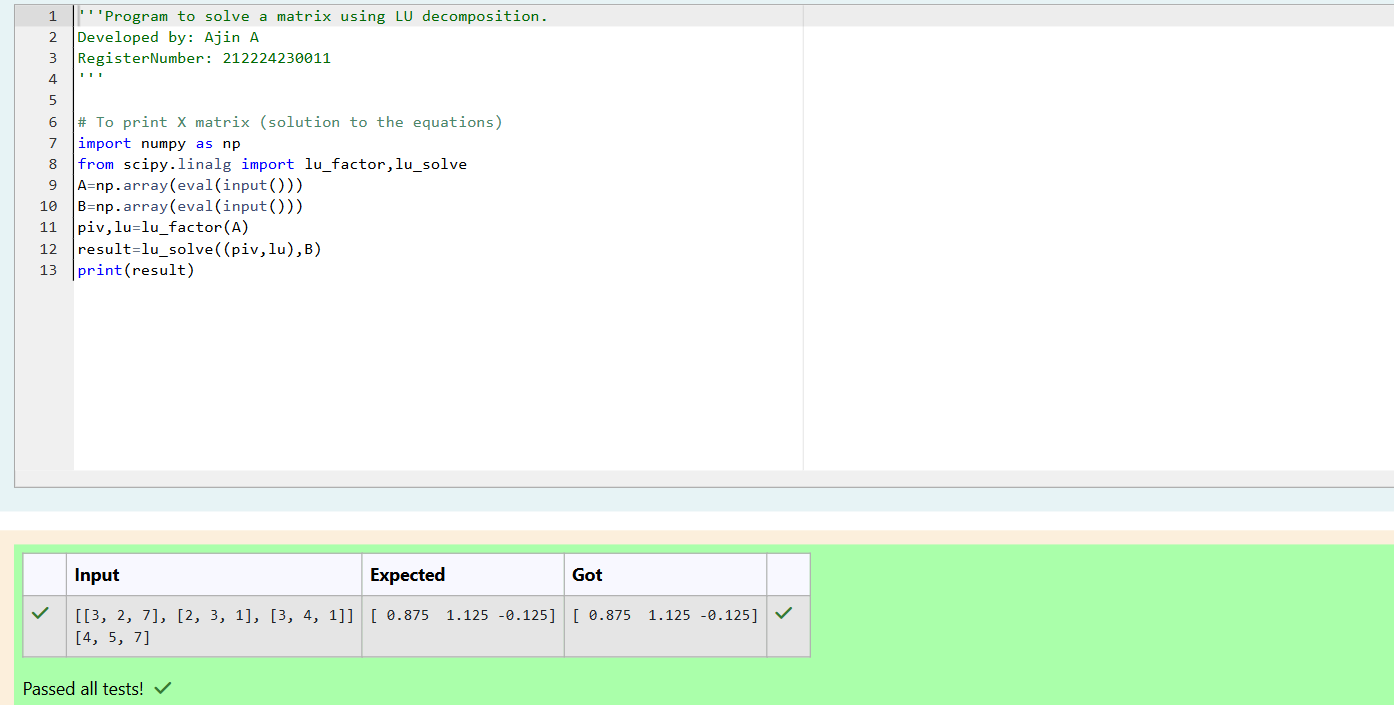 1 '''Program to solve a matrix using LU decomposition.
2 Developed by: Ajin A
3 RegisterNumber: 212224230011
4 '''
5
6 # To print X matrix (solution to the equations)
7 import numpy as np
8 from scipy.linalg import lu_factor,lu_solve
9 A=np.array(eval(input()))
10 B=np.array(eval(input()))
11 piv,lu=lu_factor(A)
12 result=lu_solve((piv,lu),B)
13 print(result)
Input Expected Got
[[3, 2, 7], [2, 3, 1], [3, 4, 1]] [ 0.875  1.125 -0.125] [ 0.875  1.125 -0.125]
[4, 5, 7]
Passed all tests!